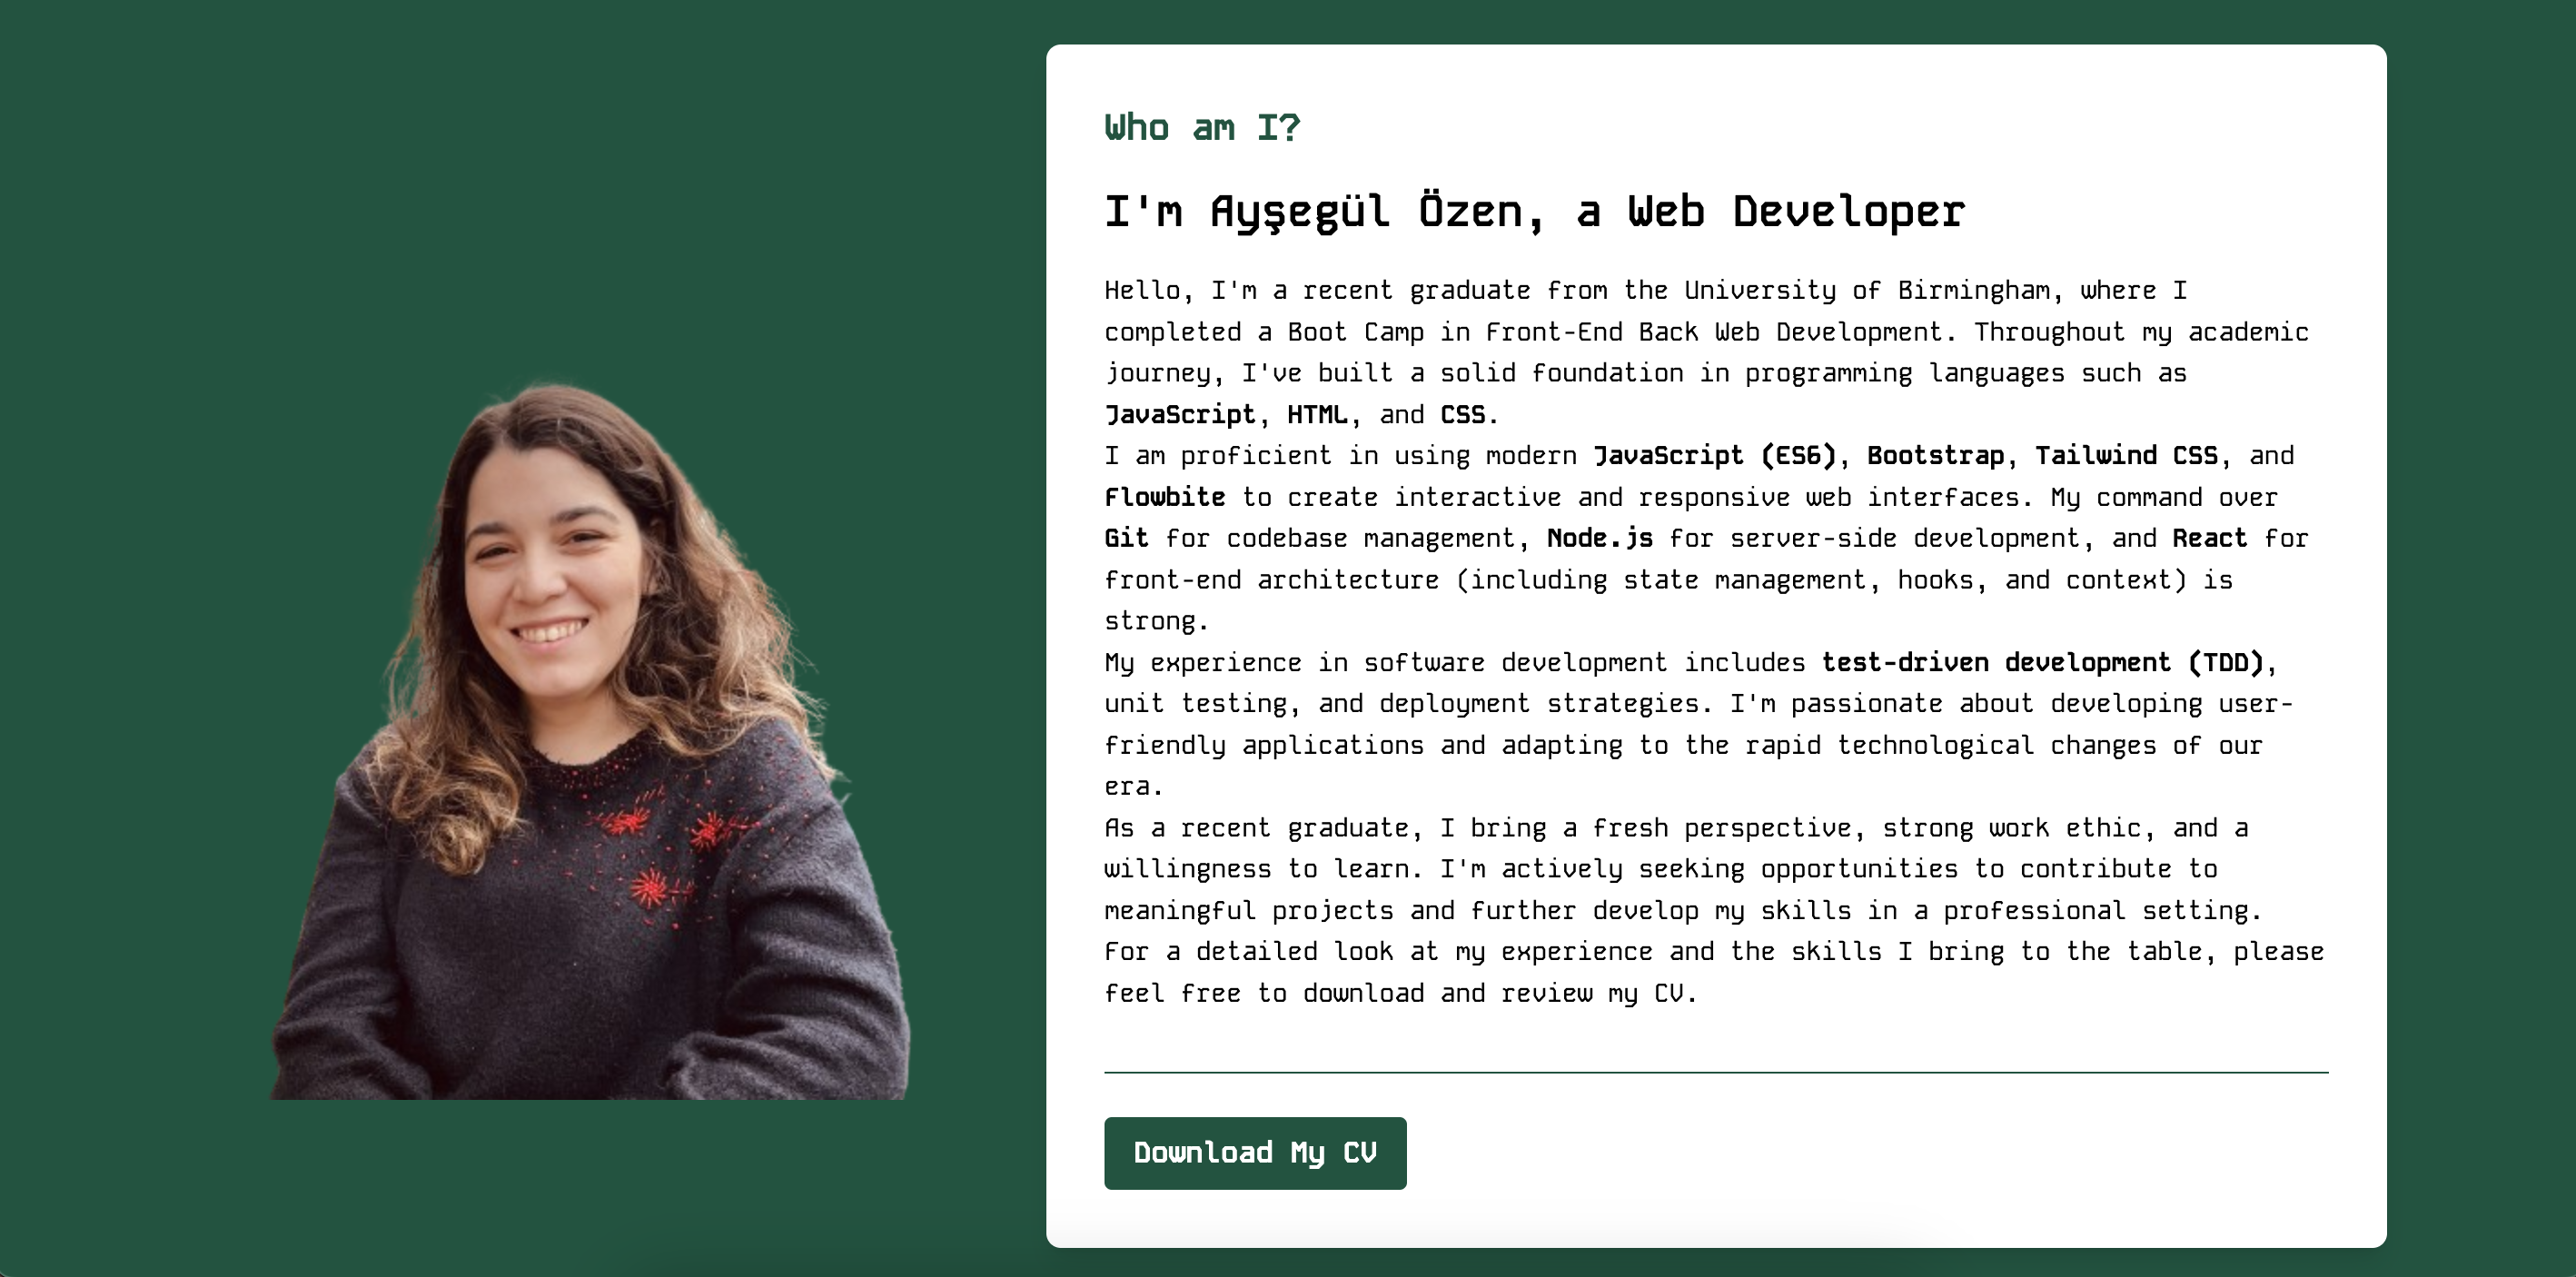 Who am I?
I'm Ayşegül Özen, a Web Developer
Hello, I'm a recent graduate from the University of Birmingham, where I
completed a Boot Camp in Front-End Back Web Development. Throughout my academic
journey, I've built a solid foundation in programming languages such as
JavaScript, HTML, and CSS.
I am proficient in using modern JavaScript (ES6), Bootstrap, Tailwind CSS, and
Flowbite to create interactive and responsive web interfaces. My command over
Git for codebase management, Node.js for server-side development, and React for
front-end architecture (including state management, hooks, and context) is
strong.
My experience in software development includes test-driven development (TDD),
unit testing, and deployment strategies. I'm passionate about developing user-
friendly applications and adapting to the rapid technological changes of our
era.
As a recent graduate, I bring a fresh perspective, strong work ethic, and a
willingness to learn. I'm actively seeking opportunities to contribute to
meaningful projects and further develop my skills in a professional setting.
For a detailed look at my experience and the skills I bring to the table, please
feel free to download and review my CV.
Download My CV